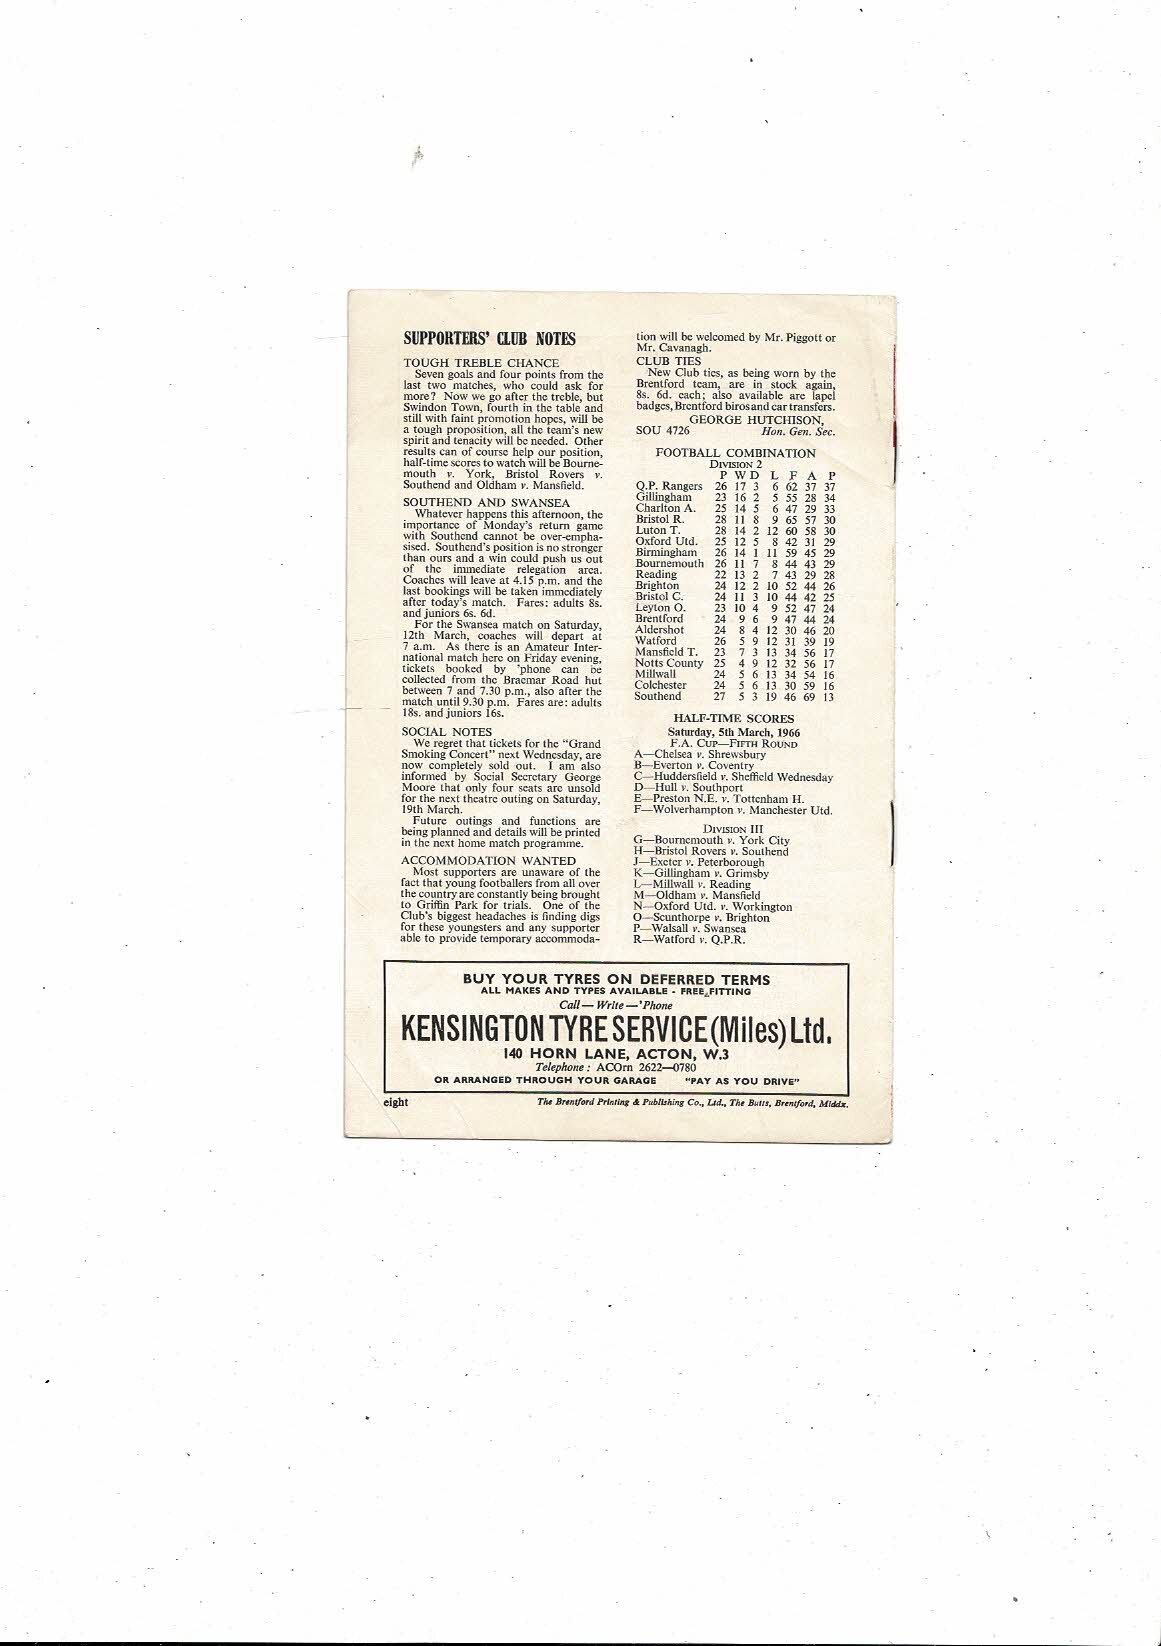 SUPPORTERS' CLUB NOTES
TOUGH TREBLE CHANCE
Seven goals and four points from the
last two matches, who could ask for
more? Now we go after the treble, but
Swindon Town, fourth in the table and
still with faint promotion hopes, will be
a tough proposition, all the team's new
spirit and tenacity will be needed. Other
results can of course help our position,
half-time scores to watch will be Bourne-
mouth v. York, Bristol Rovers v.
Southend and Oldham v. Mansfield.
SOUTHEND AND SWANSEA
Whatever happens this afternoon, the
importance of Monday's return game
with Southend cannot be over-empha-
sised. Southend's position is no stronger
than ours and a win could push us out
of the immediate relegation area.
Coaches will leave at 4.15 p.m. and the
last bookings will be taken immediately
after today's match. Fares: adults 8s.
and juniors 6s. 6d.
For the Swansea match on Saturday,
12th March, coaches will depart at
7 a.m. As there is an Amateur Inter-
national match here on Friday evening,
tickets booked by 'phone can be
collected from the Braemar Road hut
between 7 and 7.30 p.m., also after the
match until 9.30 p.m. Fares are: adults
18s. and juniors 16s.
SOCIAL NOTES
We regret that tickets for the "Grand
Smoking Concert" next Wednesday, are
now completely sold out. I am also
informed by Social Secretary George
Moore that only four seats are unsold
for the next theatre outing on Saturday,
19th March.
Future outings and functions are
being planned and details will be printed
in the next home match programme.
ACCOMMODATION WANTED
Most supporters are unaware of the
fact that young footballers from all over
the country are constantly being brought
to Griffin Park for trials. One of the
Club's biggest headaches is finding digs
for these youngsters and any supporter
able to provide temporary accommoda-
tion will be welcomed by Mr. Piggott or
Mr. Cavanagh.
CLUB TIES
New Club ties, as being worn by the
Brentford team, are in stock again,
8s. 6d. each; also available are lapel
badges, Brentford biros and car transfers.
GEORGE HUTCHISON,
SOU 4726 Hon. Gen. Sec.
FOOTBALL COMBINATION
DIVISION 2
P W D L F A P
Q.P. Rangers 26 17 3 6 62 37 37
Gillingham 23 16 2 5 55 28 34
Charlton A. 25 14 5 6 47 29 33
Bristol R. 28 11 8 9 65 57 30
Luton T. 28 14 2 12 60 58 30
Oxford Utd. 25 12 5 8 42 31 29
Birmingham 26 14 1 11 59 45 29
Bournemouth 26 11 7 8 44 43 29
Reading 22 13 2 7 43 29 28
Brighton 24 12 2 10 52 44 26
Bristol C. 24 11 3 10 44 42 25
Leyton O. 23 10 4 9 52 47 24
Brentford 24 9 6 9 47 44 24
Aldershot 24 8 4 12 30 46 20
Watford 26 5 9 12 31 39 19
Mansfield T. 23 7 3 13 34 56 17
Notts County 25 4 9 12 32 56 17
Millwall 24 5 6 13 34 54 16
Colchester 24 5 6 13 30 59 16
Southend 27 5 3 19 46 69 13
HALF-TIME SCORES
Saturday, 5th March, 1966
F.A. CUP—FIFTH ROUND
A—Chelsea v. Shrewsbury
B—Everton v. Coventry
C—Huddersfield v. Sheffield Wednesday
D—Hull v. Southport
E—Preston N.E. v. Tottenham H.
F—Wolverhampton v. Manchester Utd.
DIVISION III
G—Bournemouth v. York City
H—Bristol Rovers v. Southend
J—Exeter v. Peterborough
K—Gillingham v. Grimsby
L—Millwall v. Reading
M—Oldham v. Mansfield
N—Oxford Utd. v. Workington
O—Scunthorpe v. Brighton
P—Walsall v. Swansea
R—Watford v. Q.P.R.
BUY YOUR TYRES ON DEFERRED TERMS
ALL MAKES AND TYPES AVAILABLE - FREE FITTING
Call — Write —'Phone
KENSINGTON TYRE SERVICE (Miles) Ltd.
140 HORN LANE, ACTON, W.3
Telephone: ACOrn 2622—0780
OR ARRANGED THROUGH YOUR GARAGE "PAY AS YOU DRIVE"
eight The Brentford Printing & Publishing Co., Ltd., The Butts, Brentford, Middx.